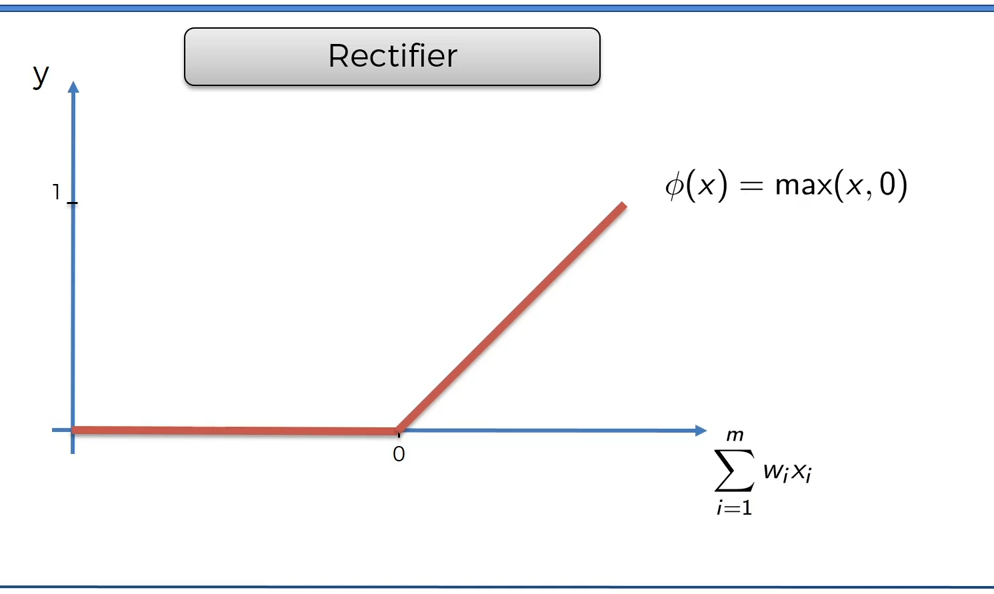 Rectifier
y
1
ϕ(x) = max(x, 0)
0
m
∑ wᵢxᵢ
i=1